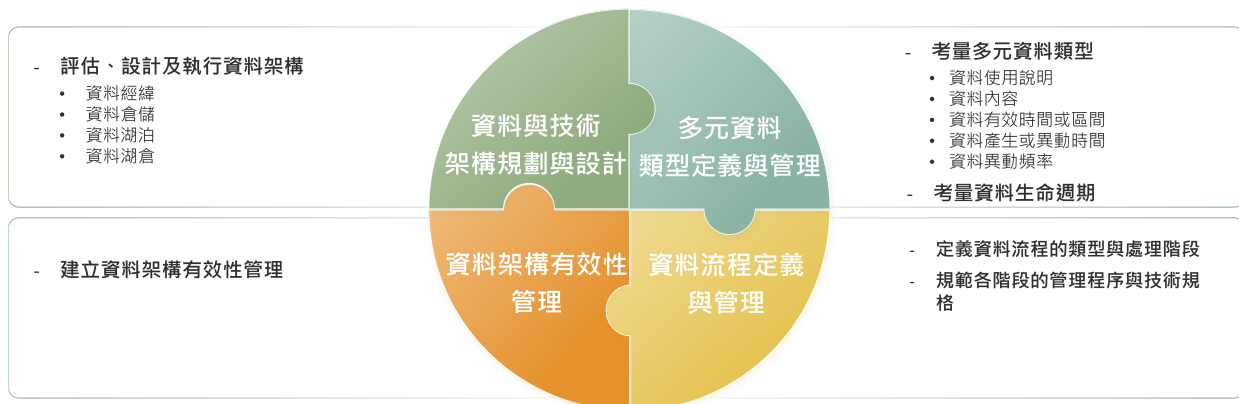 - 評估、設計及執行資料架構
• 資料經緯
• 資料倉儲
• 資料湖泊
• 資料湖倉
資料與技術
架構規劃與設計
多元資料
類型定義與管理
- 考量多元資料類型
• 資料使用說明
• 資料內容
• 資料有效時間或區間
• 資料產生或異動時間
• 資料異動頻率
- 考量資料生命週期
- 建立資料架構有效性管理
資料架構有效性
管理
資料流程定義
與管理
- 定義資料流程的類型與處理階段
- 規範各階段的管理程序與技術規
格